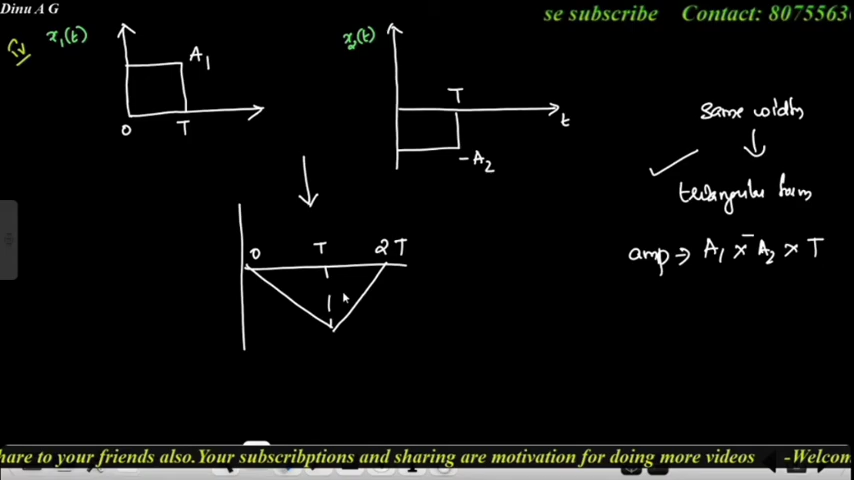 Dinu A G
se subscribe Contact: 80755636
iv
x₁(t)
A₁
0
T
x₂(t)
T
t
-A₂
same width
triangular form
amp ⇒ A₁ × -A₂ × T
0 T 2T
hare to your friends also.Your subscribptions and sharing are motivation for doing more videos -Welcom